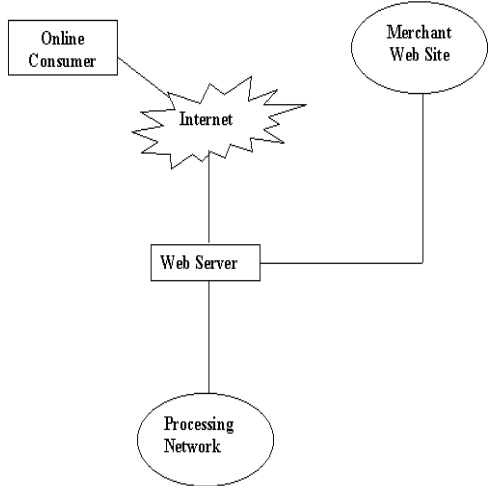 Online
Consumer
Merchant
Web Site
Internet
Web Server
Processing
Network